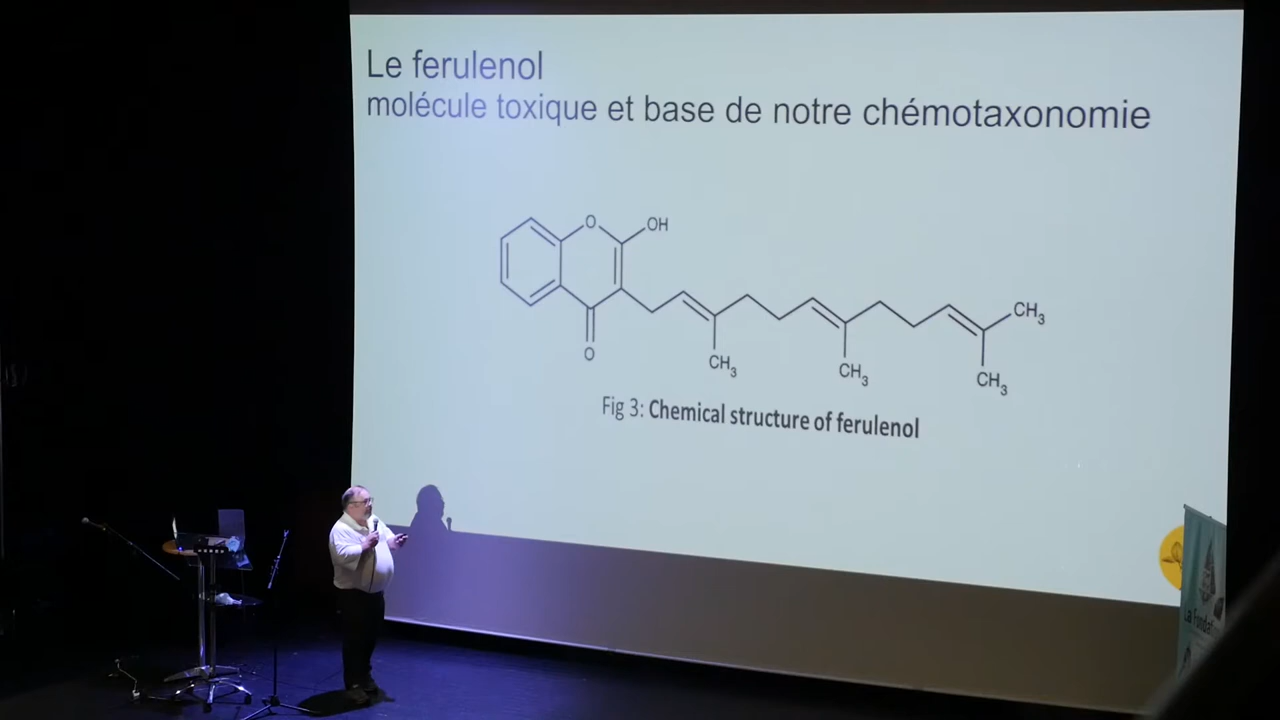 Le ferulenol
molécule toxique et base de notre chémotaxonomie
O
OH
O
CH3
CH3
CH3
CH3
Fig 3: Chemical structure of ferulenol
La